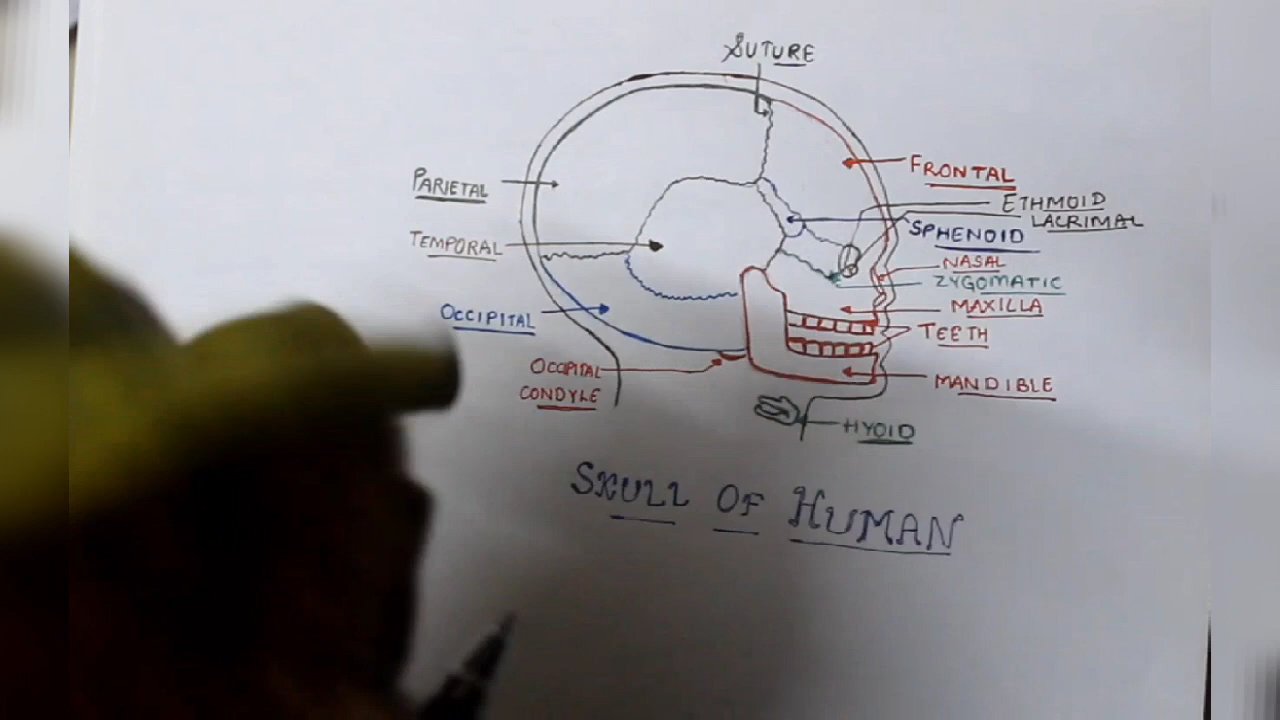 SUTURE
PARIETAL
FRONTAL
ETHMOID
LACRIMAL
TEMPORAL
SPHENOID
NASAL
ZYGOMATIC
OCCIPITAL
MAXILLA
TEETH
OCCIPITAL
CONDYLE
MANDIBLE
HYOID
SKULL OF HUMAN